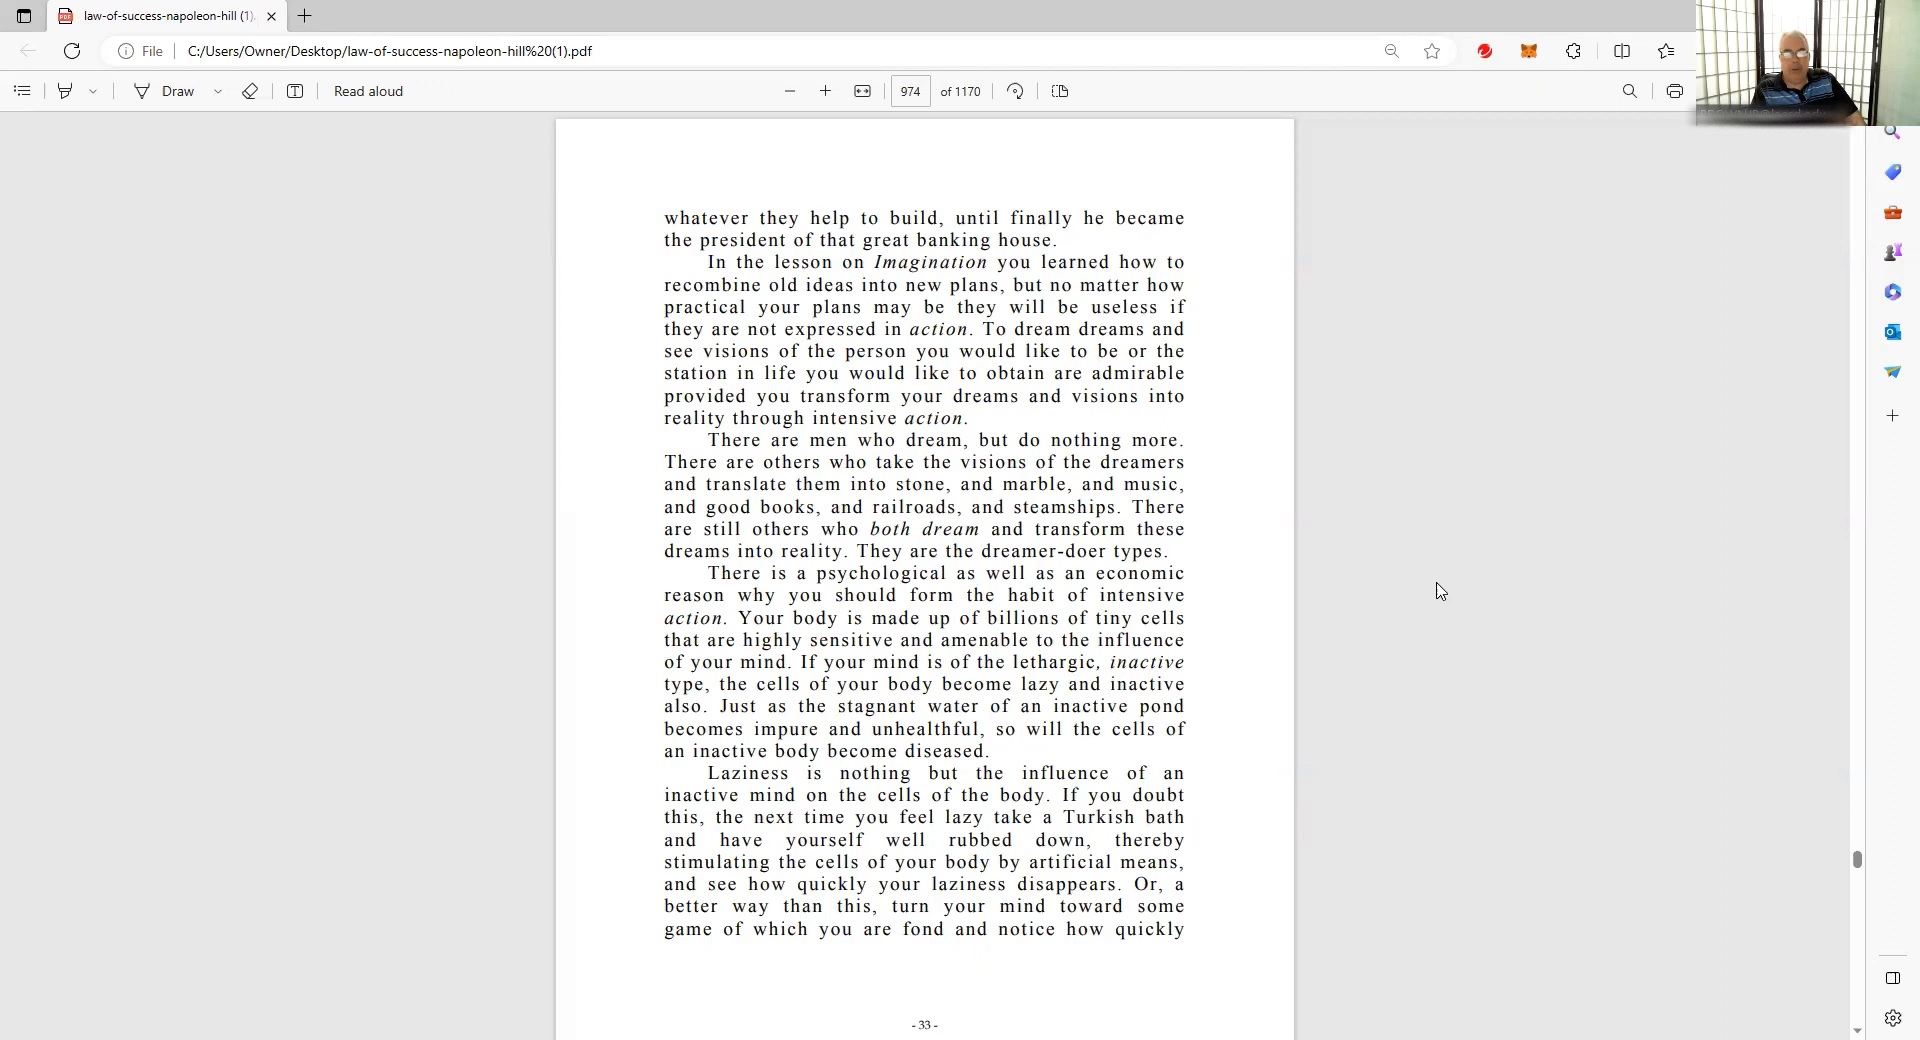 law-of-success-napoleon-hill (1).
File
C:/Users/Owner/Desktop/law-of-success-napoleon-hill%20(1).pdf
Draw
Read aloud
974 of 1170
whatever they help to build, until finally he became
the president of that great banking house.
In the lesson on Imagination you learned how to
recombine old ideas into new plans, but no matter how
practical your plans may be they will be useless if
they are not expressed in action. To dream dreams and
see visions of the person you would like to be or the
station in life you would like to obtain are admirable
provided you transform your dreams and visions into
reality through intensive action.
There are men who dream, but do nothing more.
There are others who take the visions of the dreamers
and translate them into stone, and marble, and music,
and good books, and railroads, and steamships. There
are still others who both dream and transform these
dreams into reality. They are the dreamer-doer types.
There is a psychological as well as an economic
reason why you should form the habit of intensive
action. Your body is made up of billions of tiny cells
that are highly sensitive and amenable to the influence
of your mind. If your mind is of the lethargic, inactive
type, the cells of your body become lazy and inactive
also. Just as the stagnant water of an inactive pond
becomes impure and unhealthful, so will the cells of
an inactive body become diseased.
Laziness is nothing but the influence of an
inactive mind on the cells of the body. If you doubt
this, the next time you feel lazy take a Turkish bath
and have yourself well rubbed down, thereby
stimulating the cells of your body by artificial means,
and see how quickly your laziness disappears. Or, a
better way than this, turn your mind toward some
game of which you are fond and notice how quickly
- 33 -